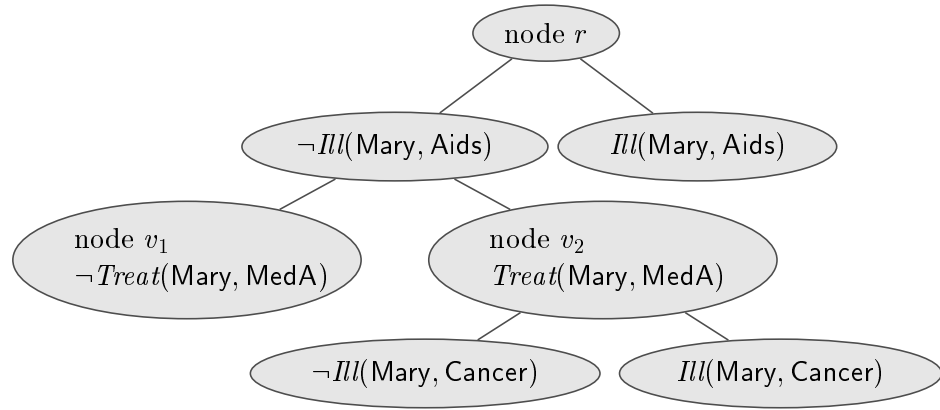 node r
¬Ill(Mary, Aids)
Ill(Mary, Aids)
node v₁
¬Treat(Mary, MedA)
node v₂
Treat(Mary, MedA)
¬Ill(Mary, Cancer)
Ill(Mary, Cancer)